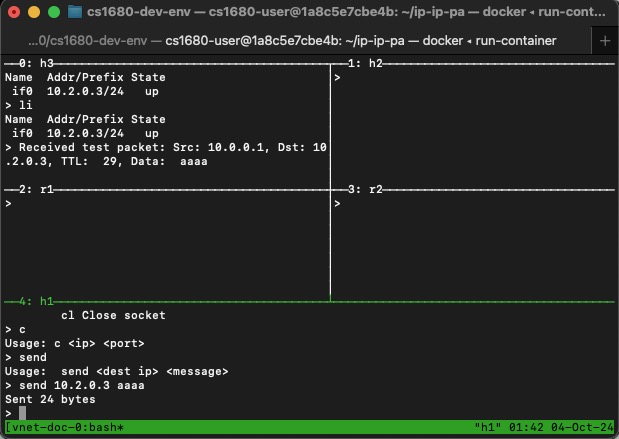 cs1680-dev-env — cs1680-user@1a8c5e7cbe4b: ~/ip-ip-pa — docker ◂ run-cont...
...0/cs1680-dev-env — cs1680-user@1a8c5e7cbe4b: ~/ip-ip-pa — docker ◂ run-container
+
0: h3
Name  Addr/Prefix State
 if0  10.2.0.3/24   up
> li
Name  Addr/Prefix State
 if0  10.2.0.3/24   up
> Received test packet: Src: 10.0.0.1, Dst: 10
.2.0.3, TTL:  29, Data:  aaaa
1: h2
>
2: r1
>
3: r2
>
4: h1
        cl Close socket
> c
Usage: c <ip> <port>
> send
Usage:  send <dest ip> <message>
> send 10.2.0.3 aaaa
Sent 24 bytes
>
[vnet-doc-0:bash* "h1" 01:42 04-Oct-24